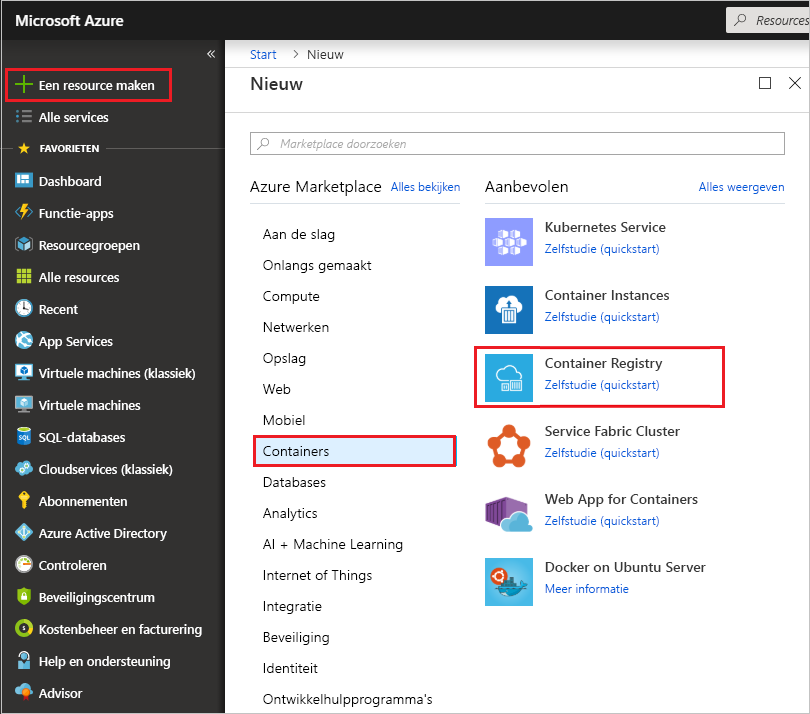 Microsoft Azure
Resources
«
Een resource maken
Alle services
FAVORIETEN
Dashboard
Functie-apps
Resourcegroepen
Alle resources
Recent
App Services
Virtuele machines (klassiek)
Virtuele machines
SQL-databases
Cloudservices (klassiek)
Abonnementen
Azure Active Directory
Controleren
Beveiligingscentrum
Kostenbeheer en facturering
Help en ondersteuning
Advisor
Start > Nieuw
Nieuw
Marketplace doorzoeken
Azure Marketplace Alles bekijken
Aan de slag
Onlangs gemaakt
Compute
Netwerken
Opslag
Web
Mobiel
Containers
Databases
Analytics
AI + Machine Learning
Internet of Things
Integratie
Beveiliging
Identiteit
Ontwikkelhulpprogramma's
Aanbevolen Alles weergeven
Kubernetes Service
Zelfstudie (quickstart)
Container Instances
Zelfstudie (quickstart)
Container Registry
Zelfstudie (quickstart)
Service Fabric Cluster
Zelfstudie (quickstart)
Web App for Containers
Zelfstudie (quickstart)
Docker on Ubuntu Server
Meer informatie